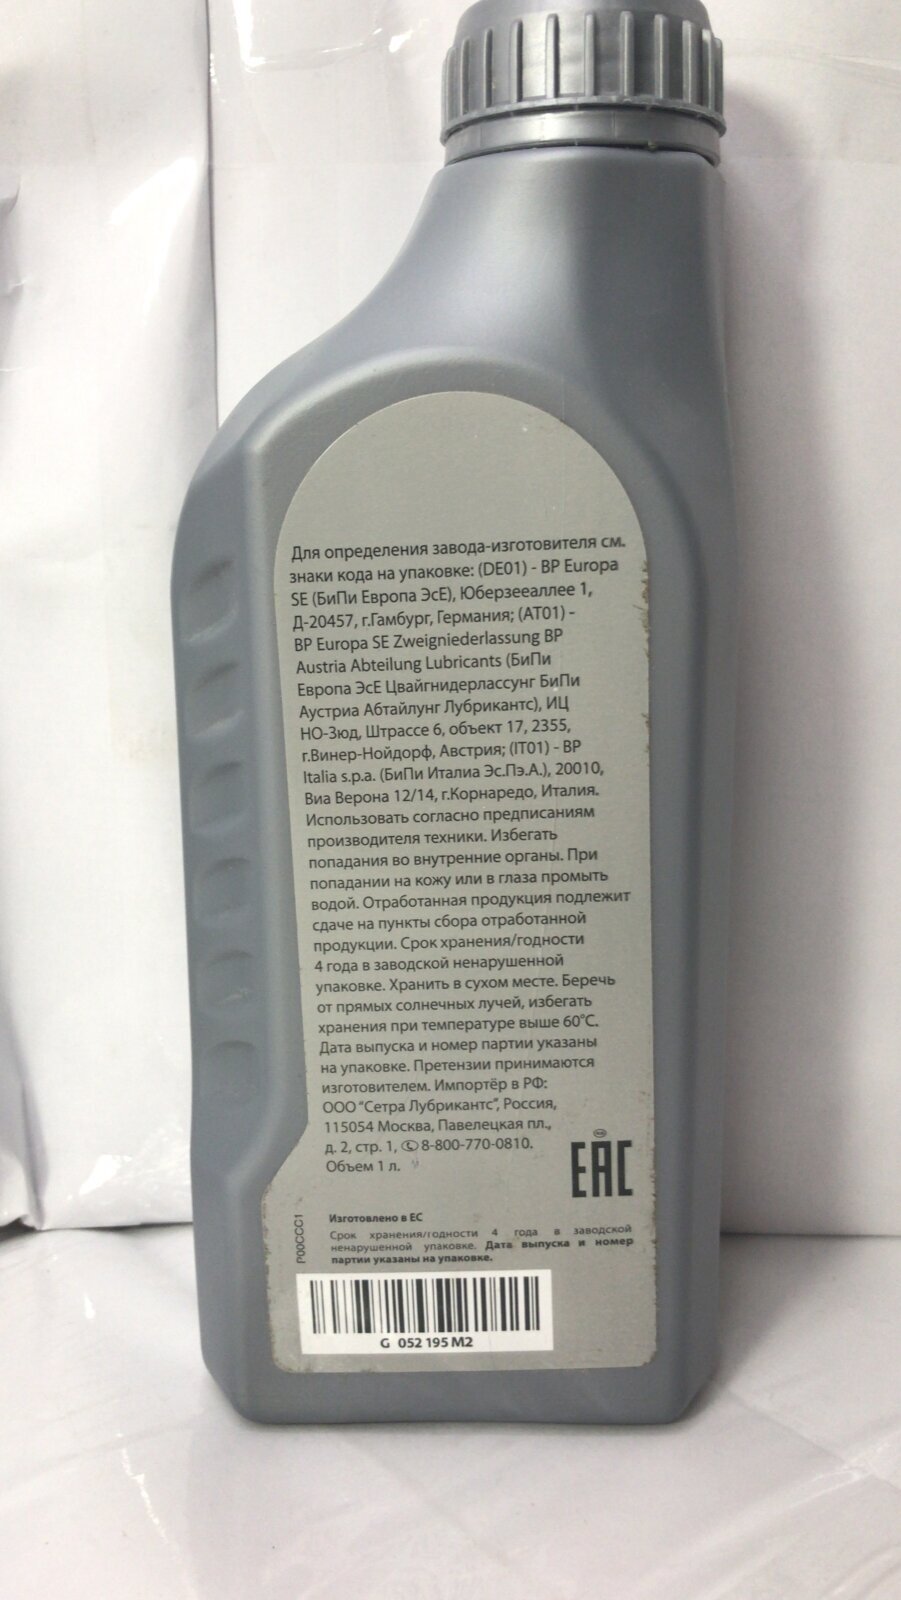 Для определения завода-изготовителя см.
знаки кода на упаковке: (DE01) - BP Europa
SE (БиПи Европа ЭсЕ), Юберзееаллее 1,
Д-20457, г.Гамбург, Германия; (AT01) -
BP Europa SE Zweigniederlassung BP
Austria Abteilung Lubricants (БиПи
Европа ЭсЕ Цвайгнидерлассунг БиПи
Аустриа Абтайлунг Лубрикантс), ИЦ
НО-Зюд, Штрассе 6, объект 17, 2355,
г.Винер-Нойдорф, Австрия; (IT01) - BP
Italia s.p.a. (БиПи Италиа Эс.Пэ.А.), 20010,
Виа Верона 12/14, г.Корнаредо, Италия.
Использовать согласно предписаниям
производителя техники. Избегать
попадания во внутренние органы. При
попадании на кожу или в глаза промыть
водой. Отработанная продукция подлежит
сдаче на пункты сбора отработанной
продукции. Срок хранения/годности
4 года в заводской ненарушенной
упаковке. Хранить в сухом месте. Беречь
от прямых солнечных лучей, избегать
хранения при температуре выше 60°C.
Дата выпуска и номер партии указаны
на упаковке. Претензии принимаются
изготовителем. Импортёр в РФ:
ООО "Сетра Лубрикантс", Россия,
115054 Москва, Павелецкая пл.,
д. 2, стр. 1, 8-800-770-0810.
Объем 1 л.
EAC
P00CCC1
Изготовлено в ЕС
Срок хранения/годности 4 года в заводской
ненарушенной упаковке. Дата выпуска и номер
партии указаны на упаковке.
G 052 195 M2